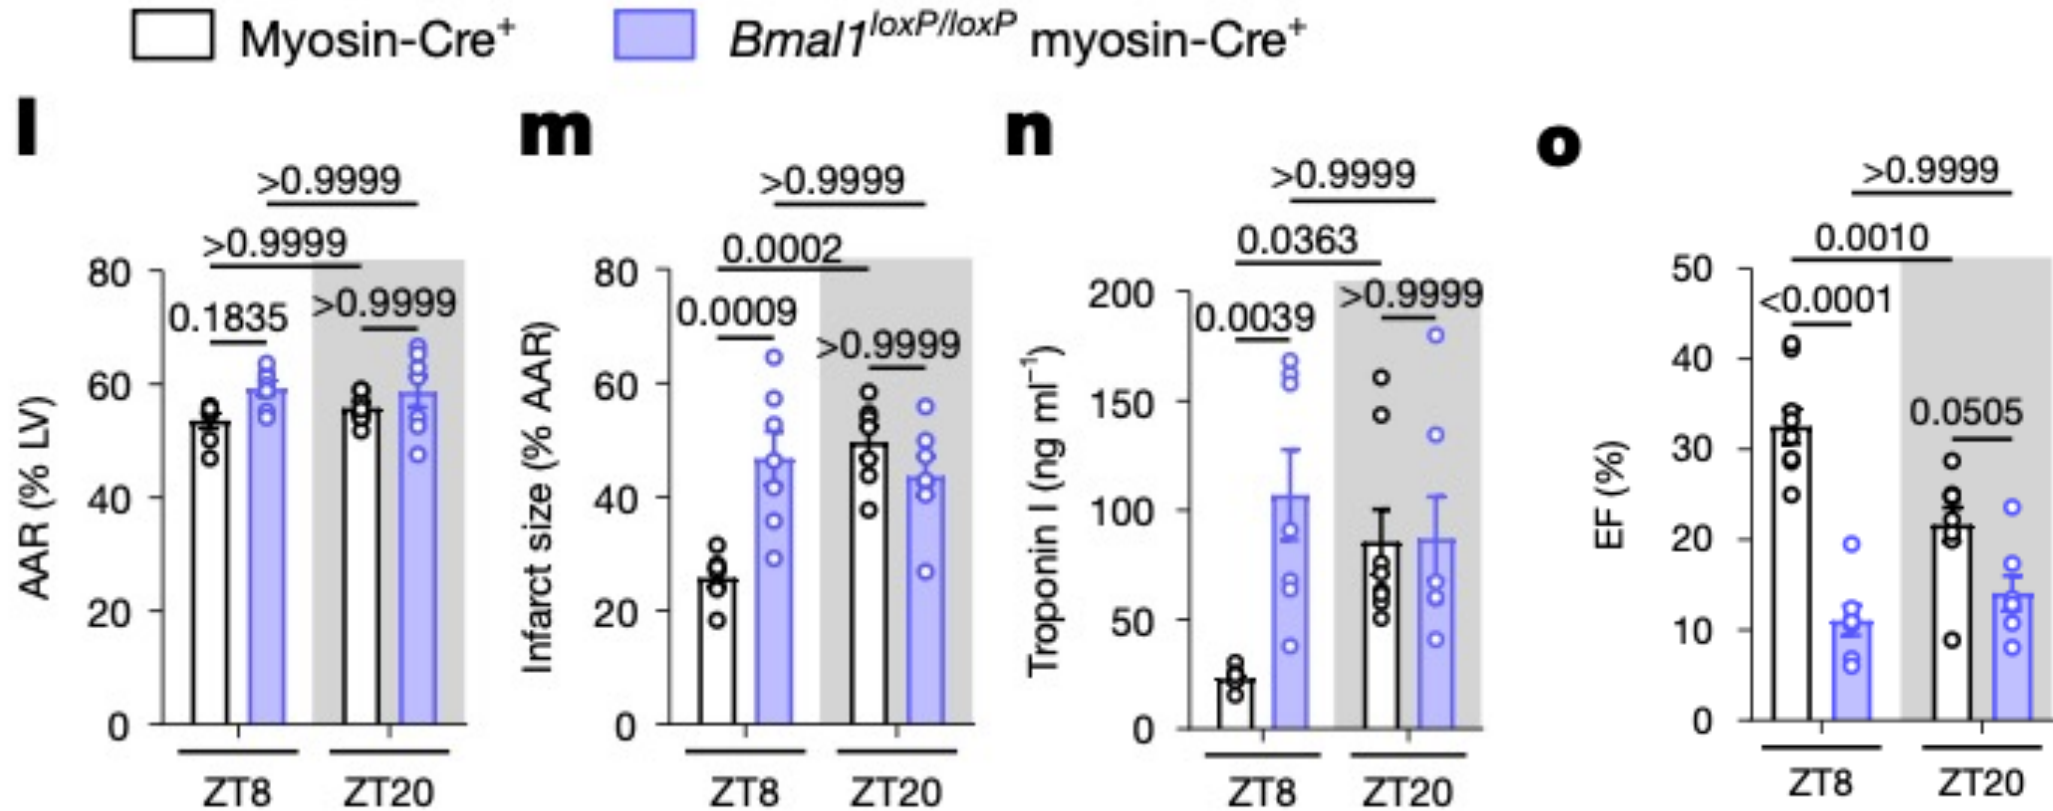 Myosin-Cre⁺ Bmal1^loxP/loxP myosin-Cre⁺
l
>0.9999
>0.9999
0.1835 >0.9999
AAR (% LV)
80
60
40
20
0
ZT8 ZT20
m
>0.9999
0.0002
0.0009
>0.9999
Infarct size (% AAR)
80
60
40
20
0
ZT8 ZT20
n
>0.9999
0.0363
0.0039 >0.9999
Troponin I (ng ml⁻¹)
200
150
100
50
0
ZT8 ZT20
o
>0.9999
0.0010
<0.0001
0.0505
EF (%)
50
40
30
20
10
0
ZT8 ZT20